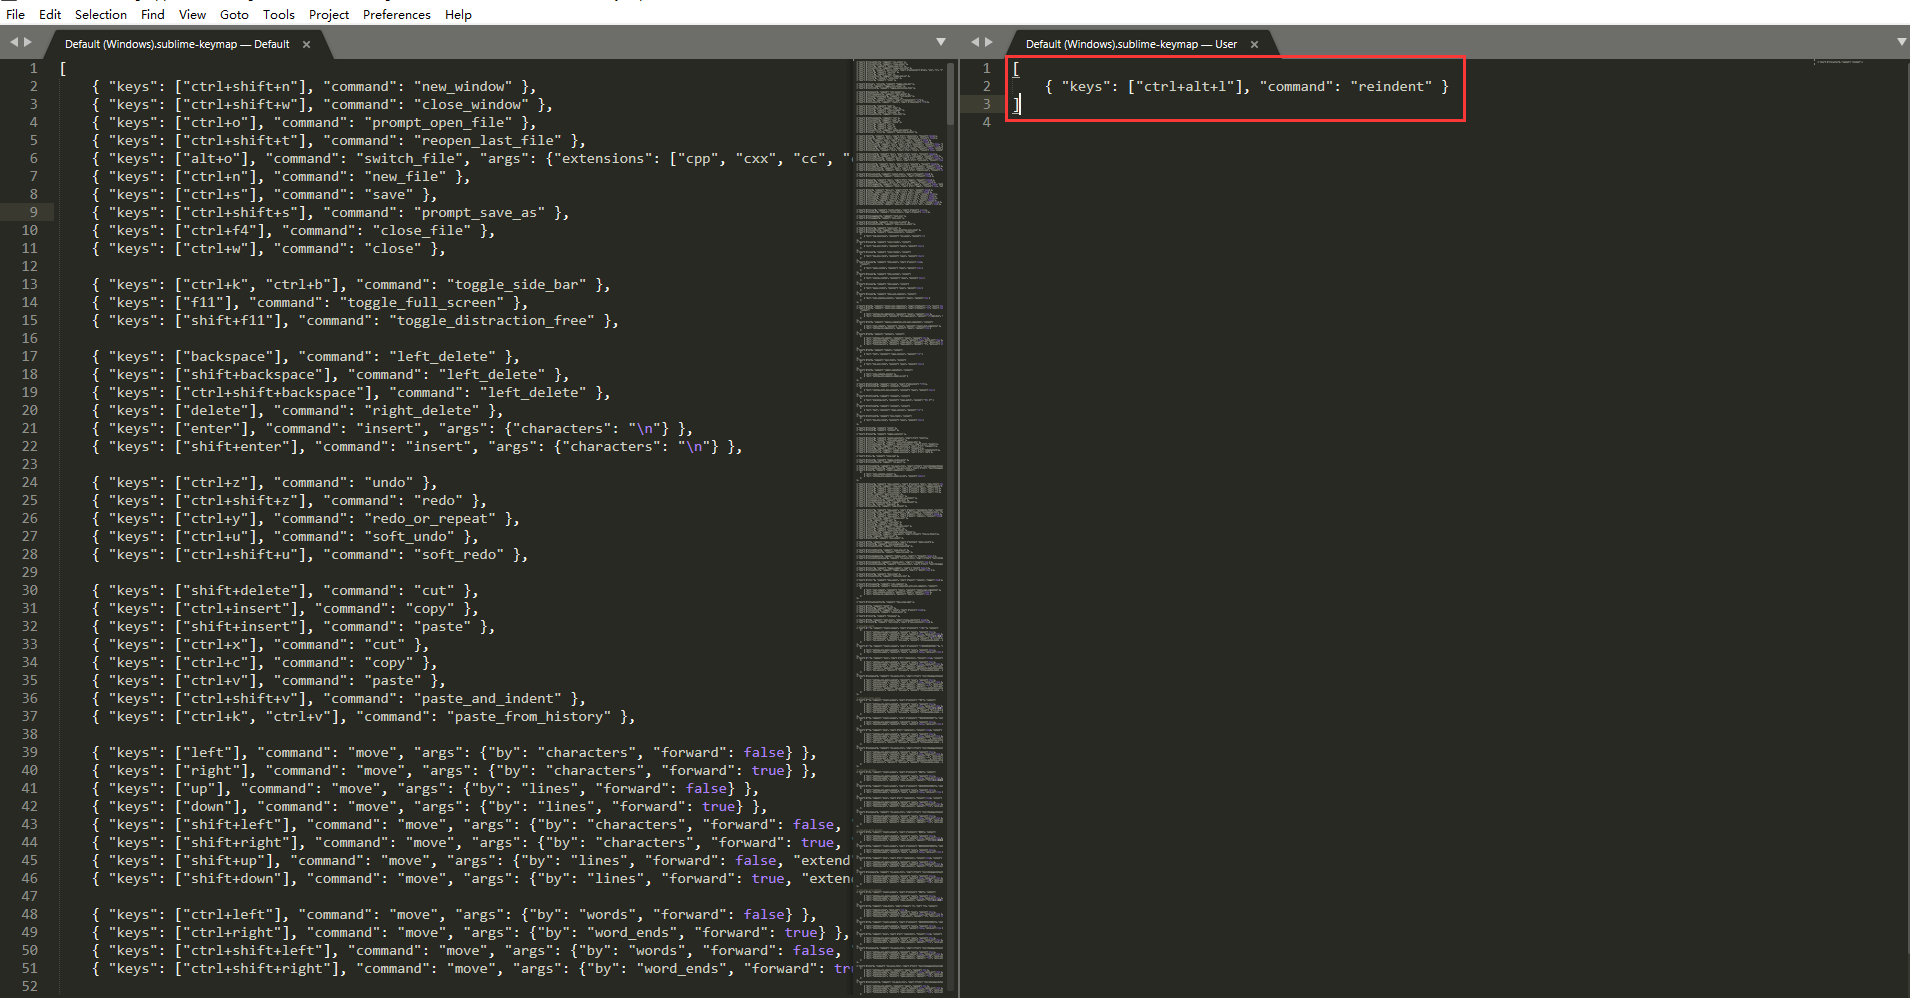 File Edit Selection Find View Goto Tools Project Preferences Help
Default (Windows).sublime-keymap — Default ×
1 [
2 { "keys": ["ctrl+shift+n"], "command": "new_window" },
3 { "keys": ["ctrl+shift+w"], "command": "close_window" },
4 { "keys": ["ctrl+o"], "command": "prompt_open_file" },
5 { "keys": ["ctrl+shift+t"], "command": "reopen_last_file" },
6 { "keys": ["alt+o"], "command": "switch_file", "args": {"extensions": ["cpp", "cxx", "cc", "
7 { "keys": ["ctrl+n"], "command": "new_file" },
8 { "keys": ["ctrl+s"], "command": "save" },
9 { "keys": ["ctrl+shift+s"], "command": "prompt_save_as" },
10 { "keys": ["ctrl+f4"], "command": "close_file" },
11 { "keys": ["ctrl+w"], "command": "close" },
12
13 { "keys": ["ctrl+k", "ctrl+b"], "command": "toggle_side_bar" },
14 { "keys": ["f11"], "command": "toggle_full_screen" },
15 { "keys": ["shift+f11"], "command": "toggle_distraction_free" },
16
17 { "keys": ["backspace"], "command": "left_delete" },
18 { "keys": ["shift+backspace"], "command": "left_delete" },
19 { "keys": ["ctrl+shift+backspace"], "command": "left_delete" },
20 { "keys": ["delete"], "command": "right_delete" },
21 { "keys": ["enter"], "command": "insert", "args": {"characters": "\n"} },
22 { "keys": ["shift+enter"], "command": "insert", "args": {"characters": "\n"} },
23
24 { "keys": ["ctrl+z"], "command": "undo" },
25 { "keys": ["ctrl+shift+z"], "command": "redo" },
26 { "keys": ["ctrl+y"], "command": "redo_or_repeat" },
27 { "keys": ["ctrl+u"], "command": "soft_undo" },
28 { "keys": ["ctrl+shift+u"], "command": "soft_redo" },
29
30 { "keys": ["shift+delete"], "command": "cut" },
31 { "keys": ["ctrl+insert"], "command": "copy" },
32 { "keys": ["shift+insert"], "command": "paste" },
33 { "keys": ["ctrl+x"], "command": "cut" },
34 { "keys": ["ctrl+c"], "command": "copy" },
35 { "keys": ["ctrl+v"], "command": "paste" },
36 { "keys": ["ctrl+shift+v"], "command": "paste_and_indent" },
37 { "keys": ["ctrl+k", "ctrl+v"], "command": "paste_from_history" },
38
39 { "keys": ["left"], "command": "move", "args": {"by": "characters", "forward": false} },
40 { "keys": ["right"], "command": "move", "args": {"by": "characters", "forward": true} },
41 { "keys": ["up"], "command": "move", "args": {"by": "lines", "forward": false} },
42 { "keys": ["down"], "command": "move", "args": {"by": "lines", "forward": true} },
43 { "keys": ["shift+left"], "command": "move", "args": {"by": "characters", "forward": false,
44 { "keys": ["shift+right"], "command": "move", "args": {"by": "characters", "forward": true,
45 { "keys": ["shift+up"], "command": "move", "args": {"by": "lines", "forward": false, "extend
46 { "keys": ["shift+down"], "command": "move", "args": {"by": "lines", "forward": true, "exten
47
48 { "keys": ["ctrl+left"], "command": "move", "args": {"by": "words", "forward": false} },
49 { "keys": ["ctrl+right"], "command": "move", "args": {"by": "word_ends", "forward": true} },
50 { "keys": ["ctrl+shift+left"], "command": "move", "args": {"by": "words", "forward": false,
51 { "keys": ["ctrl+shift+right"], "command": "move", "args": {"by": "word_ends", "forward": tr
52
Default (Windows).sublime-keymap — User ×
1 [
2 { "keys": ["ctrl+alt+l"], "command": "reindent" }
3 ]
4